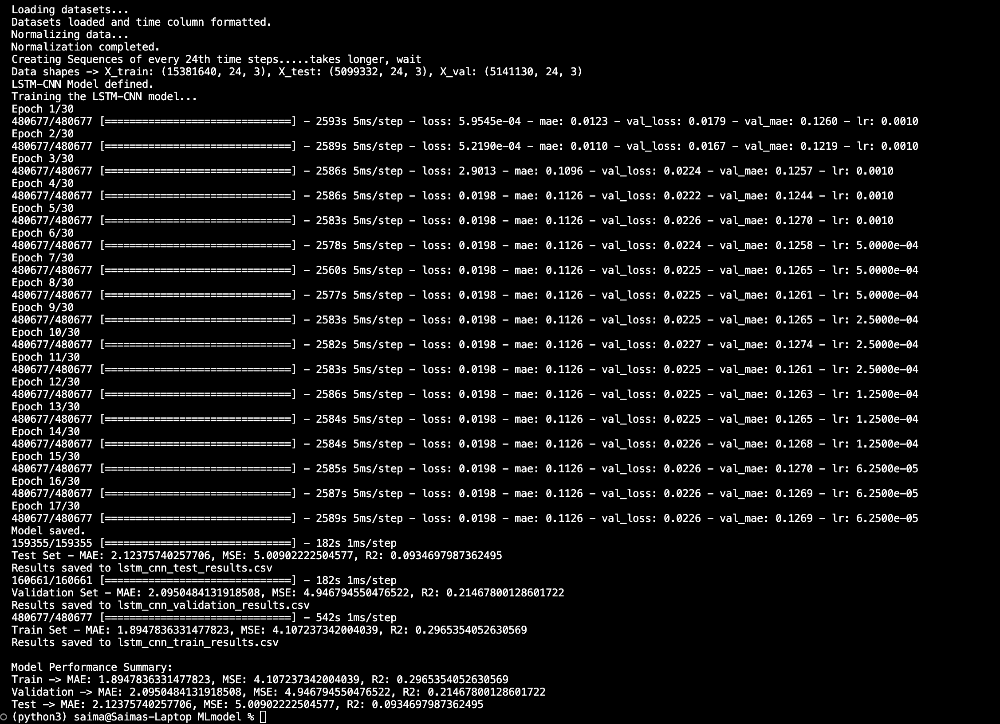 Loading datasets...
Datasets loaded and time column formatted.
Normalizing data...
Normalization completed.
Creating Sequences of every 24th time steps.....takes longer, wait
Data shapes -> X_train: (15381640, 24, 3), X_test: (5099332, 24, 3), X_val: (5141130, 24, 3)
LSTM-CNN Model defined.
Training the LSTM-CNN model...
Epoch 1/30
480677/480677 [==============================] - 2593s 5ms/step - loss: 5.9545e-04 - mae: 0.0123 - val_loss: 0.0179 - val_mae: 0.1260 - lr: 0.0010
Epoch 2/30
480677/480677 [==============================] - 2589s 5ms/step - loss: 5.2190e-04 - mae: 0.0110 - val_loss: 0.0167 - val_mae: 0.1219 - lr: 0.0010
Epoch 3/30
480677/480677 [==============================] - 2586s 5ms/step - loss: 2.9013 - mae: 0.1096 - val_loss: 0.0224 - val_mae: 0.1257 - lr: 0.0010
Epoch 4/30
480677/480677 [==============================] - 2586s 5ms/step - loss: 0.0198 - mae: 0.1126 - val_loss: 0.0222 - val_mae: 0.1244 - lr: 0.0010
Epoch 5/30
480677/480677 [==============================] - 2583s 5ms/step - loss: 0.0198 - mae: 0.1126 - val_loss: 0.0226 - val_mae: 0.1270 - lr: 0.0010
Epoch 6/30
480677/480677 [==============================] - 2578s 5ms/step - loss: 0.0198 - mae: 0.1126 - val_loss: 0.0224 - val_mae: 0.1258 - lr: 5.0000e-04
Epoch 7/30
480677/480677 [==============================] - 2560s 5ms/step - loss: 0.0198 - mae: 0.1126 - val_loss: 0.0225 - val_mae: 0.1265 - lr: 5.0000e-04
Epoch 8/30
480677/480677 [==============================] - 2577s 5ms/step - loss: 0.0198 - mae: 0.1126 - val_loss: 0.0225 - val_mae: 0.1261 - lr: 5.0000e-04
Epoch 9/30
480677/480677 [==============================] - 2583s 5ms/step - loss: 0.0198 - mae: 0.1126 - val_loss: 0.0225 - val_mae: 0.1265 - lr: 2.5000e-04
Epoch 10/30
480677/480677 [==============================] - 2582s 5ms/step - loss: 0.0198 - mae: 0.1126 - val_loss: 0.0227 - val_mae: 0.1274 - lr: 2.5000e-04
Epoch 11/30
480677/480677 [==============================] - 2583s 5ms/step - loss: 0.0198 - mae: 0.1126 - val_loss: 0.0225 - val_mae: 0.1261 - lr: 2.5000e-04
Epoch 12/30
480677/480677 [==============================] - 2586s 5ms/step - loss: 0.0198 - mae: 0.1126 - val_loss: 0.0225 - val_mae: 0.1263 - lr: 1.2500e-04
Epoch 13/30
480677/480677 [==============================] - 2584s 5ms/step - loss: 0.0198 - mae: 0.1126 - val_loss: 0.0225 - val_mae: 0.1265 - lr: 1.2500e-04
Epoch 14/30
480677/480677 [==============================] - 2584s 5ms/step - loss: 0.0198 - mae: 0.1126 - val_loss: 0.0226 - val_mae: 0.1268 - lr: 1.2500e-04
Epoch 15/30
480677/480677 [==============================] - 2585s 5ms/step - loss: 0.0198 - mae: 0.1126 - val_loss: 0.0226 - val_mae: 0.1270 - lr: 6.2500e-05
Epoch 16/30
480677/480677 [==============================] - 2587s 5ms/step - loss: 0.0198 - mae: 0.1126 - val_loss: 0.0226 - val_mae: 0.1269 - lr: 6.2500e-05
Epoch 17/30
480677/480677 [==============================] - 2589s 5ms/step - loss: 0.0198 - mae: 0.1126 - val_loss: 0.0226 - val_mae: 0.1269 - lr: 6.2500e-05
Model saved.
159355/159355 [==============================] - 182s 1ms/step
Test Set - MAE: 2.12375740257706, MSE: 5.00902222504577, R2: 0.0934697987362495
Results saved to lstm_cnn_test_results.csv
160661/160661 [==============================] - 182s 1ms/step
Validation Set - MAE: 2.0950484131918508, MSE: 4.946794550476522, R2: 0.21467800128601722
Results saved to lstm_cnn_validation_results.csv
480677/480677 [==============================] - 542s 1ms/step
Train Set - MAE: 1.8947836331477823, MSE: 4.107237342004039, R2: 0.2965354052630569
Results saved to lstm_cnn_train_results.csv
Model Performance Summary:
Train -> MAE: 1.8947836331477823, MSE: 4.107237342004039, R2: 0.2965354052630569
Validation -> MAE: 2.0950484131918508, MSE: 4.946794550476522, R2: 0.21467800128601722
Test -> MAE: 2.12375740257706, MSE: 5.00902222504577, R2: 0.0934697987362495
(python3) saima@Saimas-Laptop MLmodel %